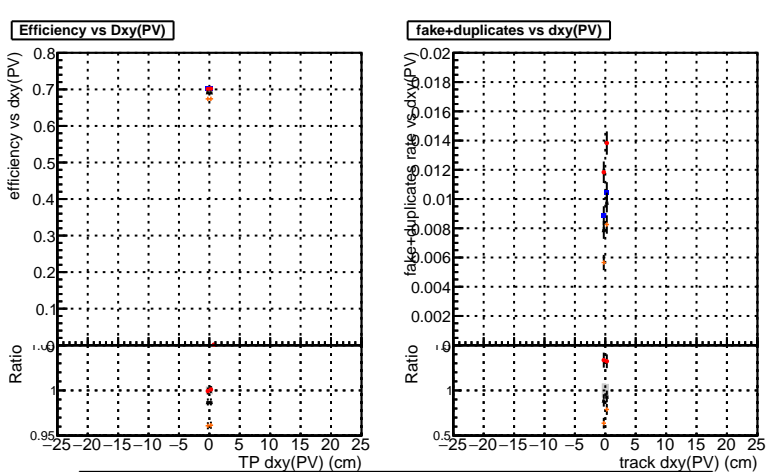 Efficiency vs Dxy(PV)
efficiency vs dxy(PV)
0.8
0.7
0.6
0.5
0.4
0.3
0.2
0.1
Ratio
1
0.95
−25 −20 −15 −10 −5 0 5 10 15 20 25
TP dxy(PV) (cm)
fake+duplicates vs dxy(PV)
fake+duplicates rate vs dxy(PV)
0.02
0.018
0.016
0.014
0.012
0.01
0.008
0.006
0.004
0.002
0
Ratio
1
0.5
−25 −20 −15 −10 −5 0 5 10 15 20 25
track dxy(PV) (cm)